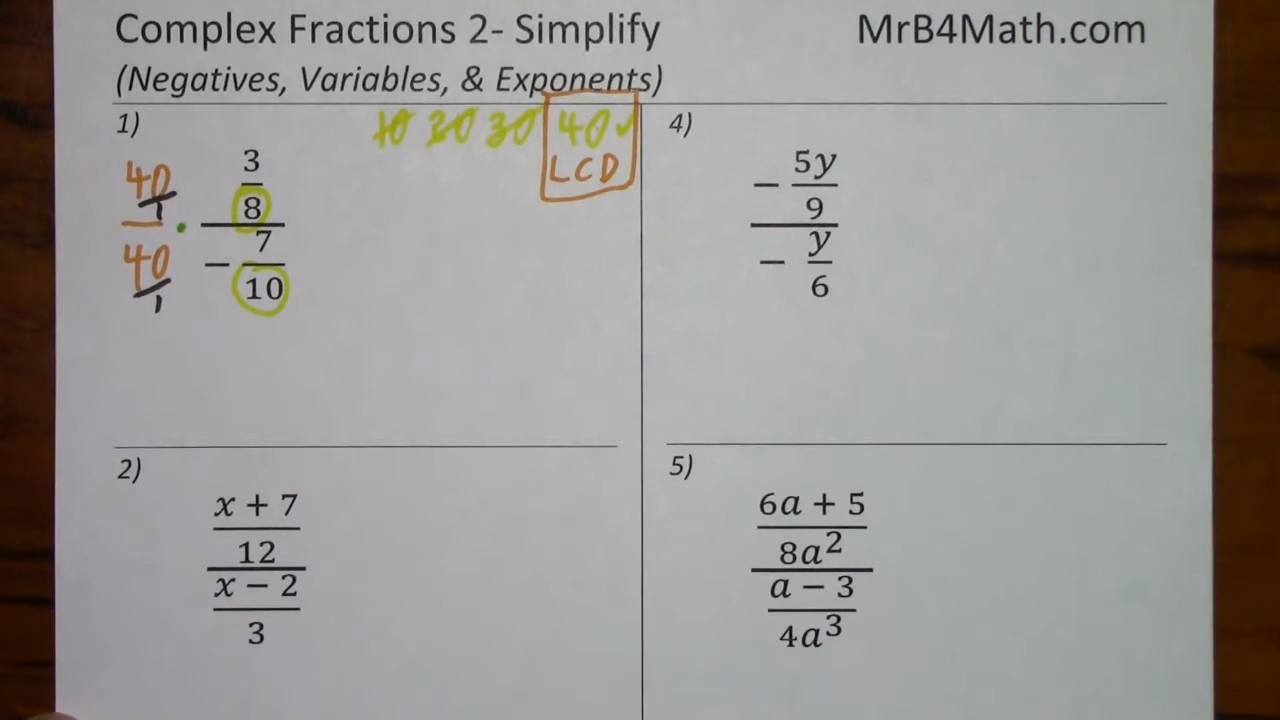 Complex Fractions 2- Simplify
MrB4Math.com
(Negatives, Variables, & Exponents)
1)
10 20 30 40 ✓
LCD
40
1
40
1
·
3
8
7
− 10
2)
x + 7
12
x − 2
3
4)
− 5y
9
− y
6
5)
6a + 5
8a²
a − 3
4a³